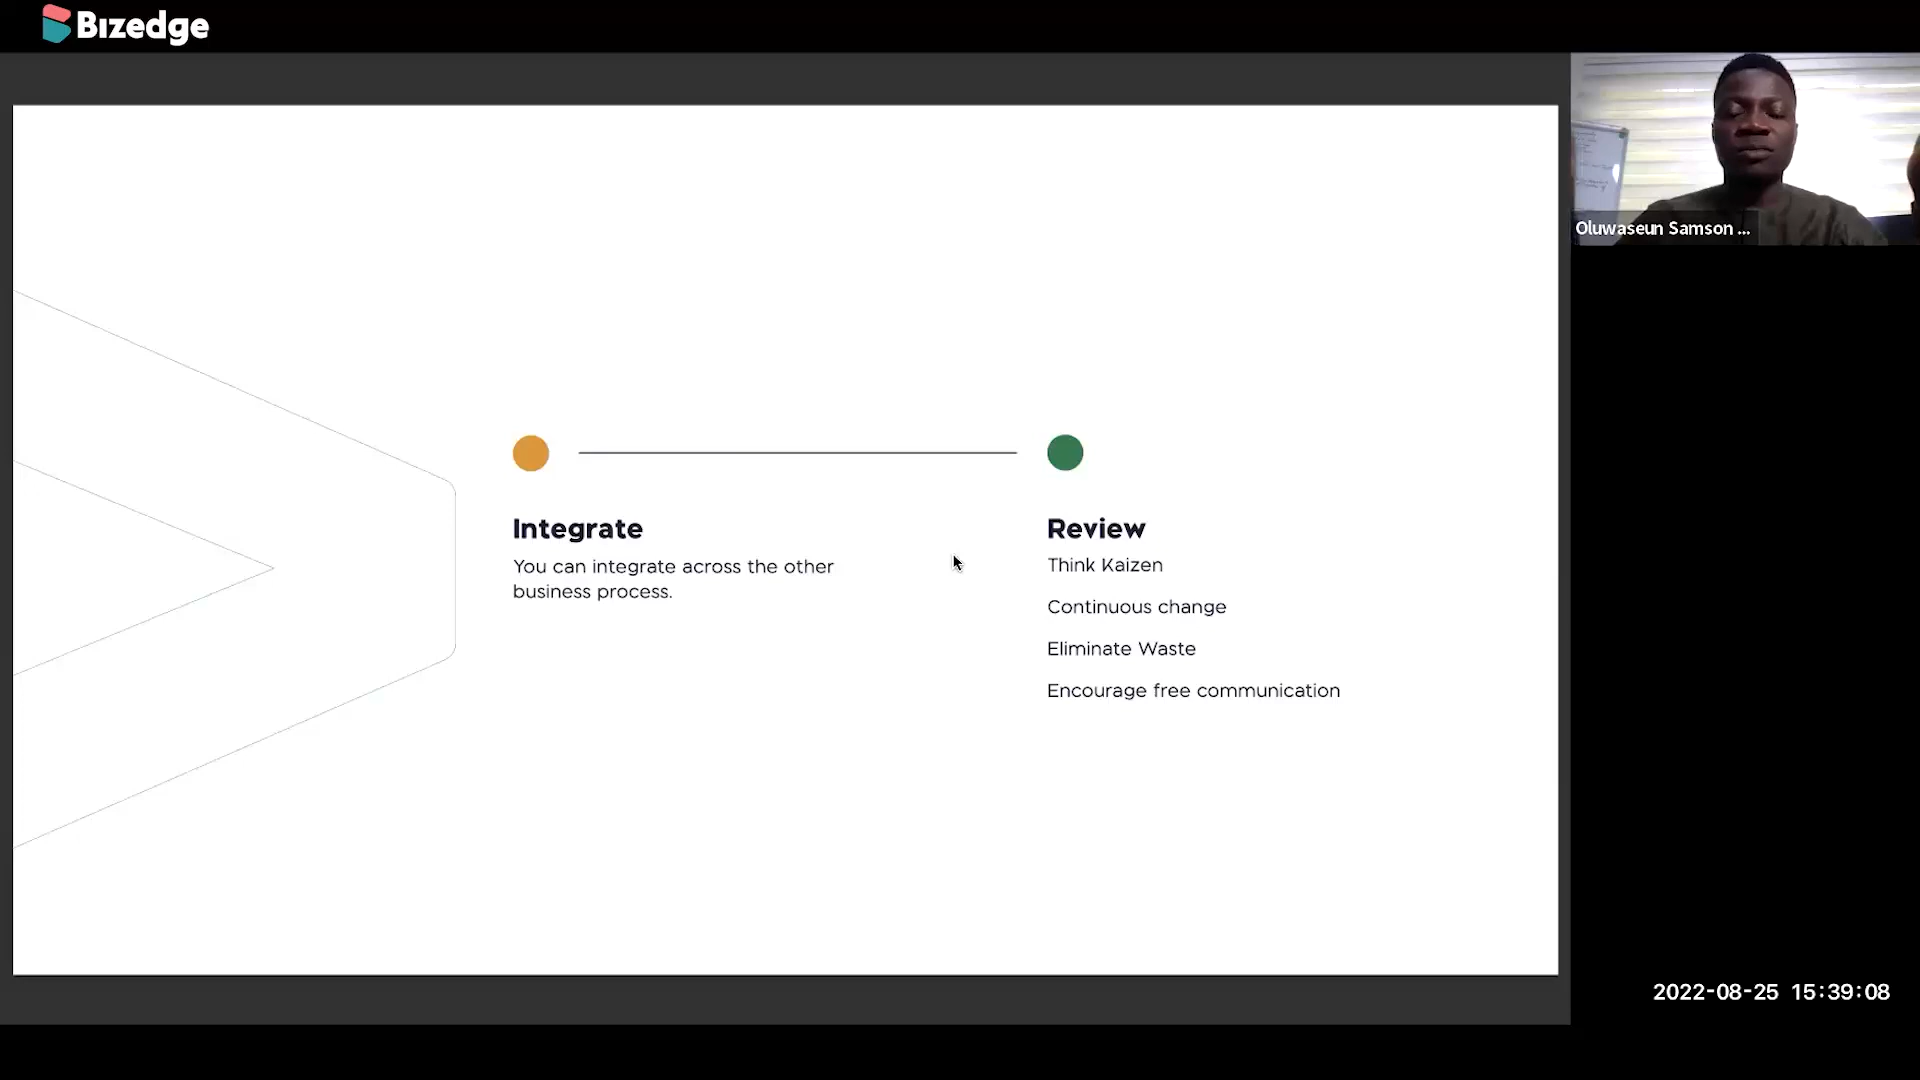 Bizedge
Oluwaseun Samson ...
Integrate
You can integrate across the other
business process.
Review
Think Kaizen
Continuous change
Eliminate Waste
Encourage free communication
2022-08-25 15:39:08